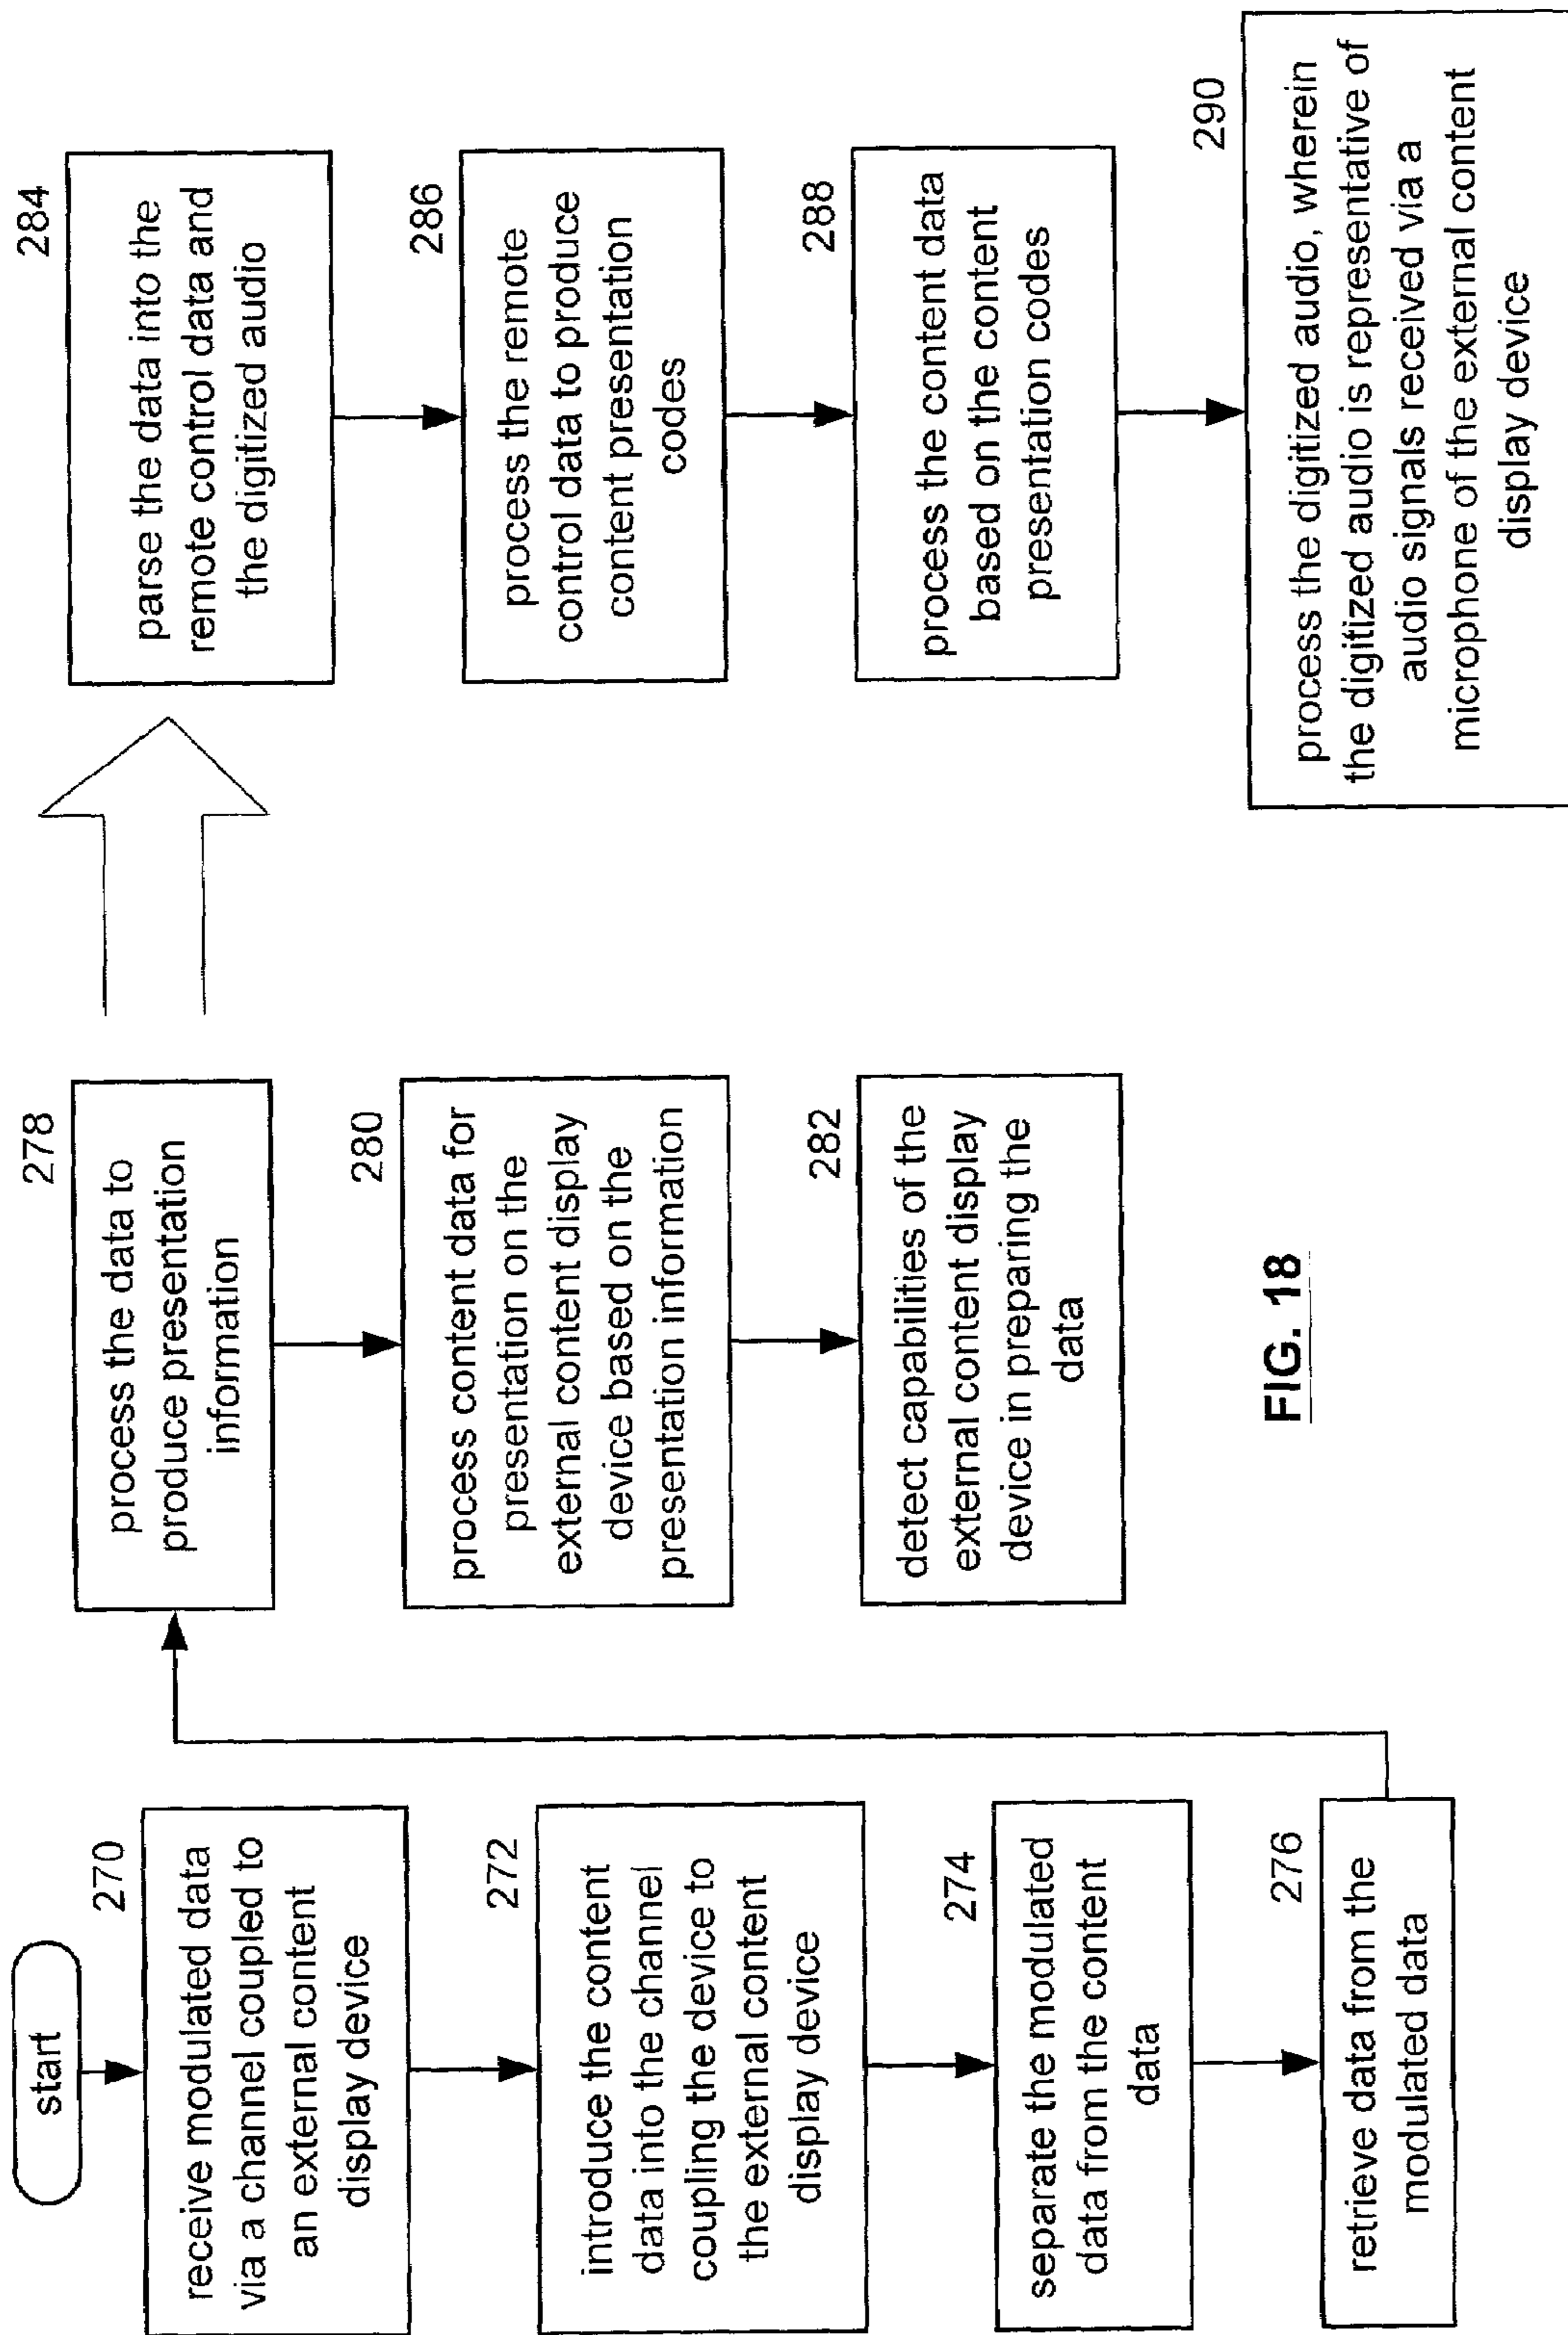 start
270
receive modulated data
via a channel coupled to
an external content
display device
272
introduce the content
data into the channel
coupling the device to
the external content
display device
274
separate the modulated
data from the content
data
276
retrieve data from the
modulated data
278
process the data to
produce presentation
information
280
process content data for
presentation on the
external content display
device based on the
presentation information
282
detect capabilities of the
external content display
device in preparing the
data
284
parse the data into the
remote control data and
the digitized audio
286
process the remote
control data to produce
content presentation
codes
288
process the content data
based on the content
presentation codes
290
process the digitized audio, wherein
the digitized audio is representative of
audio signals received via a
microphone of the external content
display device
FIG. 18